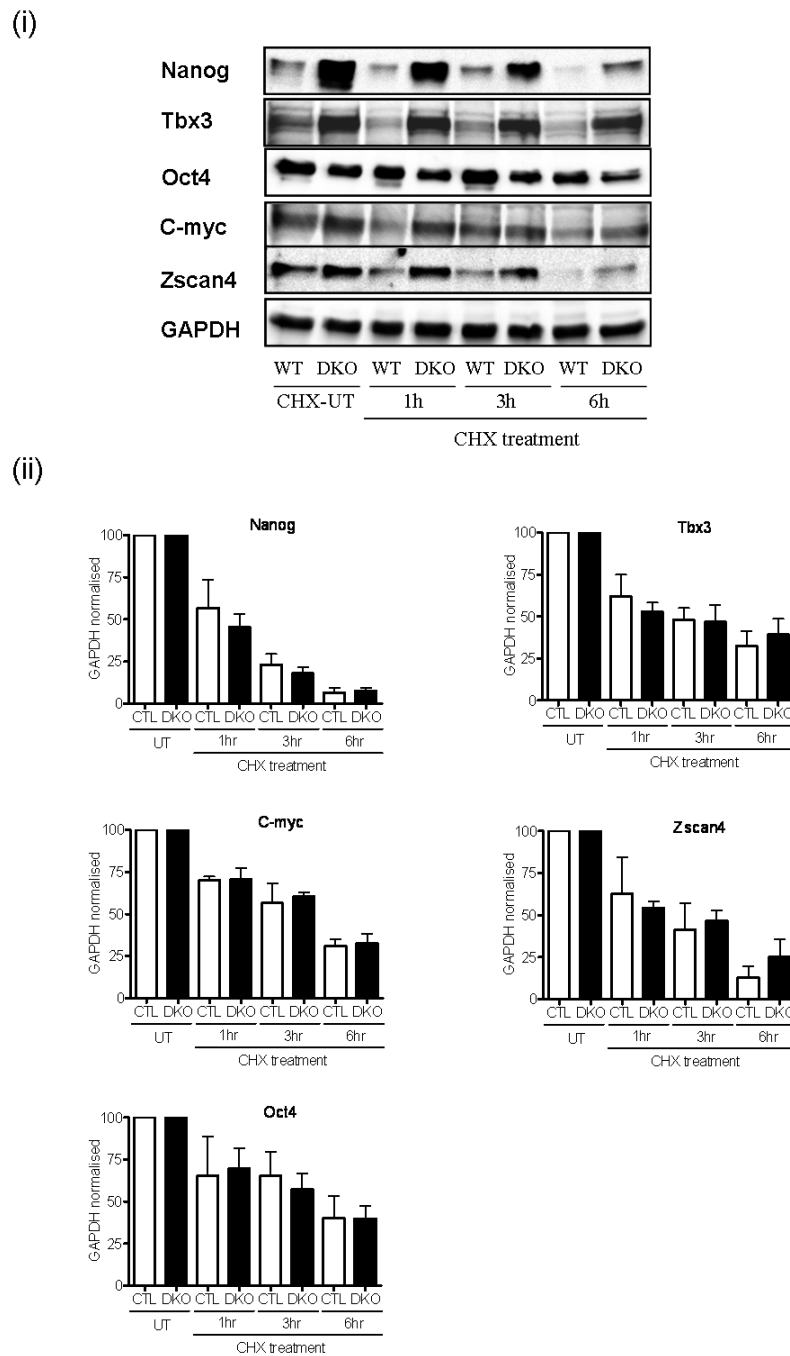 (i)
Nanog
Tbx3
Oct4
C-myc
Zscan4
GAPDH
WT DKO WT DKO WT DKO WT DKO
CHX-UT 1h 3h 6h
CHX treatment
(ii)
Nanog
GAPDH normalised
100
75
50
25
0
CTL DKO CTL DKO CTL DKO CTL DKO
UT 1hr 3hr 6hr
CHX treatment
Tbx3
GAPDH normalised
100
75
50
25
0
CTL DKO CTL DKO CTL DKO CTL DKO
UT 1hr 3hr 6hr
CHX treatment
C-myc
GAPDH normalised
100
75
50
25
0
CTL DKO CTL DKO CTL DKO CTL DKO
UT 1hr 3hr 6hr
CHX treatment
Zscan4
GAPDH normalised
100
75
50
25
0
CTL DKO CTL DKO CTL DKO CTL DKO
UT 1hr 3hr 6hr
CHX treatment
Oct4
GAPDH normalised
100
75
50
25
0
CTL DKO CTL DKO CTL DKO CTL DKO
UT 1hr 3hr 6hr
CHX treatment